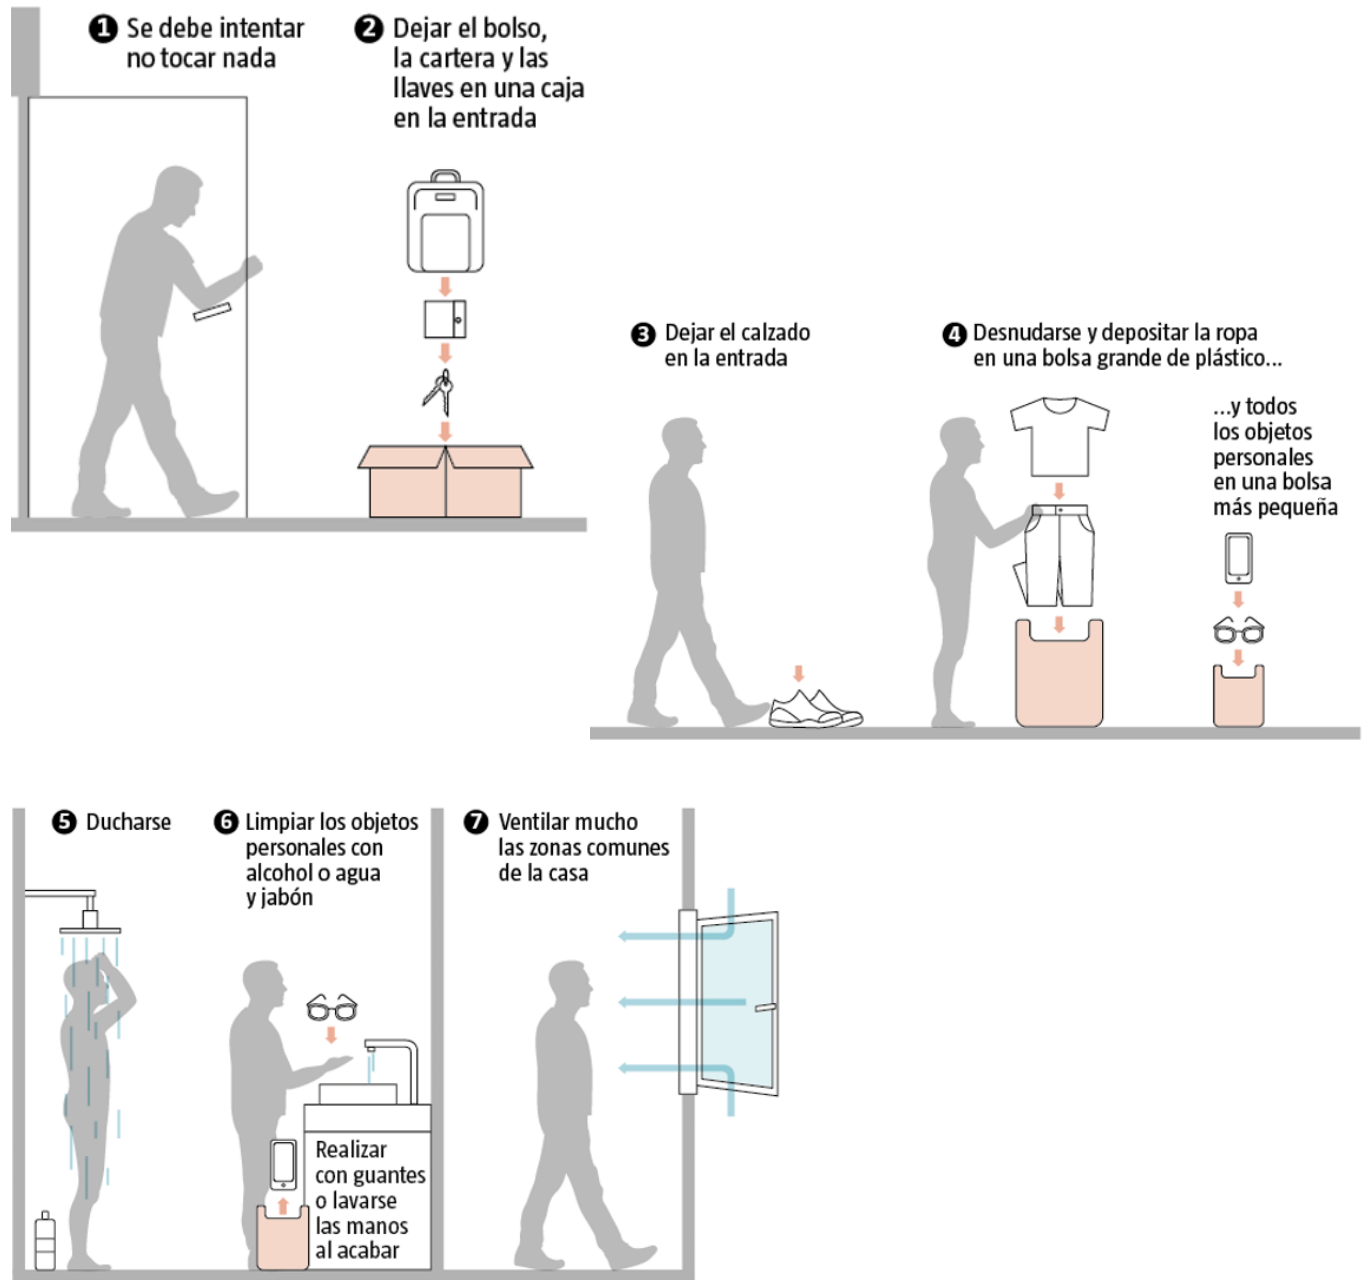 1 Se debe intentar
no tocar nada
2 Dejar el bolso,
la cartera y las
llaves en una caja
en la entrada
3 Dejar el calzado
en la entrada
4 Desnudarse y depositar la ropa
en una bolsa grande de plástico...
...y todos
los objetos
personales
en una bolsa
más pequeña
5 Ducharse
6 Limpiar los objetos
personales con
alcohol o agua
y jabón
Realizar
con guantes
o lavarse
las manos
al acabar
7 Ventilar mucho
las zonas comunes
de la casa